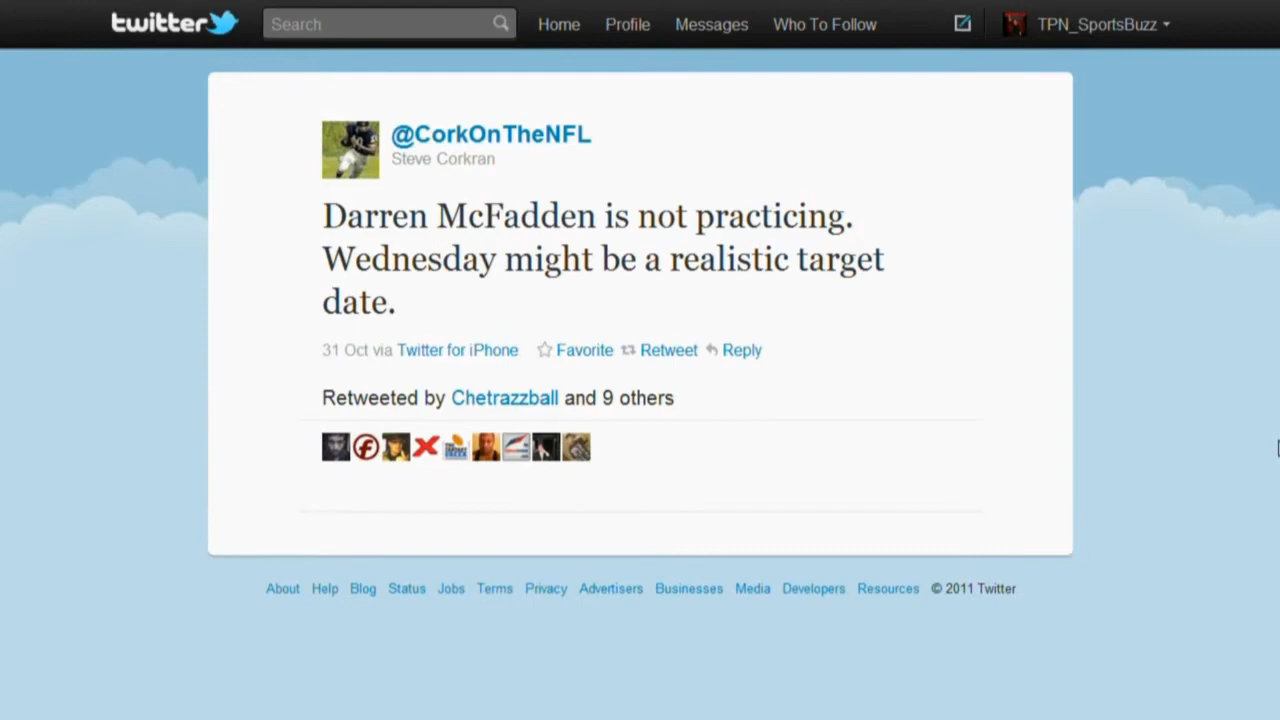 twitter Search Home Profile Messages Who To Follow TPN_SportsBuzz
@CorkOnTheNFL
Steve Corkran
Darren McFadden is not practicing.
Wednesday might be a realistic target
date.
31 Oct via Twitter for iPhone Favorite Retweet Reply
Retweeted by Chetrazzball and 9 others
About Help Blog Status Jobs Terms Privacy Advertisers Businesses Media Developers Resources © 2011 Twitter